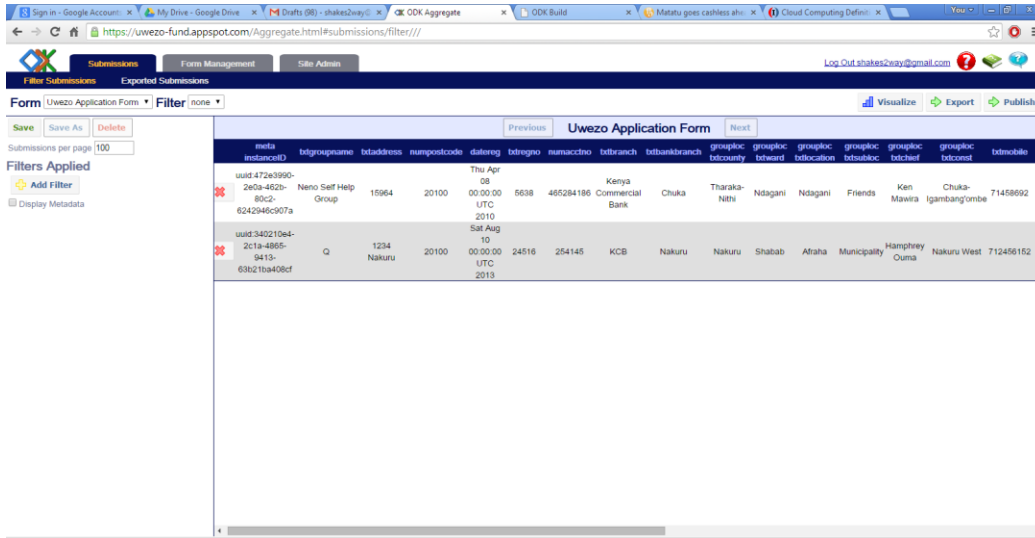 Sign in - Google Account: My Drive - Google Drive Drafts (98) - shakes2way@ ODK Aggregate ODK Build Matatu goes cashless ahe Cloud Computing Definit You
https://uwezo-fund.appspot.com/Aggregate.html#submissions/filter///
Submissions Form Management Site Admin Log Out shakes2way@gmail.com
Filter Submissions Exported Submissions
Form Uwezo Application Form Filter none Visualize Export Publish
Save Save As Delete Previous Uwezo Application Form Next
Submissions per page 100
Filters Applied
Add Filter
Display Metadata
meta instanceID txtgroupname txtaddress numpostcode datereg txtregno numacctno txtbranch txtbankbranch grouploc txtcounty grouploc txtward grouploc txtlocation grouploc txtsubloc grouploc txtchief grouploc txtconst txtmobile
uuid:472e3990-2e0a-462b-80c2-6242946c907a Neno Self Help Group 15964 20100 Thu Apr 08 00:00:00 UTC 2010 5638 465284186 Kenya Commercial Bank Chuka Tharaka-Nithi Ndagani Ndagani Friends Ken Mawira Chuka-Igambang'ombe 71458692
uuid:340210e4-2c1a-4865-9413-63b21ba408cf Q 1234 Nakuru 20100 Sat Aug 10 00:00:00 UTC 2013 24516 254145 KCB Nakuru Nakuru Shabab Afraha Municipality Hamphrey Ouma Nakuru West 712456152